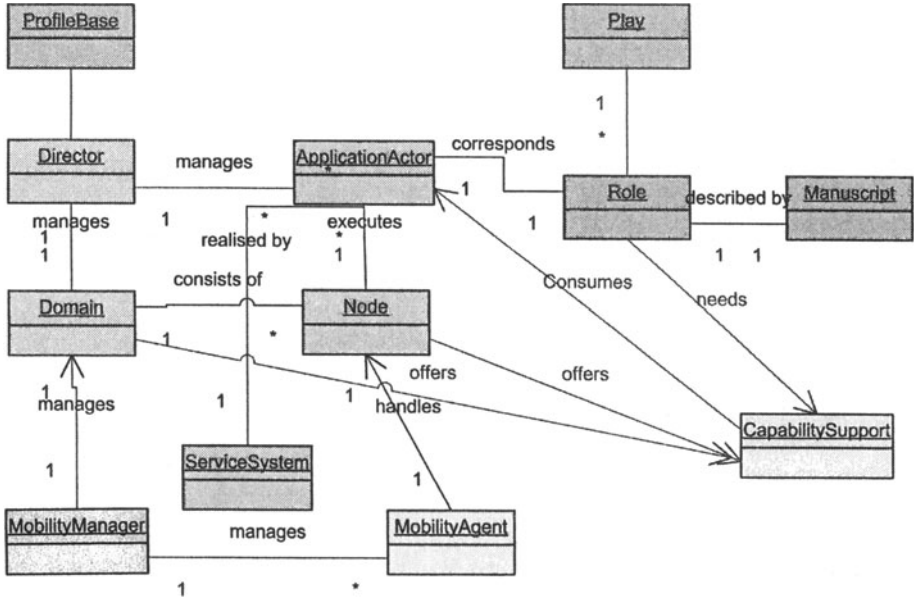 ProfileBase
Play
1
*
Director
manages
ApplicationActor
*
corresponds
1
Role
described by
Manuscript
manages
1
*
executes
1
1
1
1
realised by
*
1
1
consists of
Consumes
needs
Domain
Node
1
*
offers
offers
1
manages
1
handles
1
CapabilitySupport
1
ServiceSystem
1
MobilityManager
manages
MobilityAgent
1
*